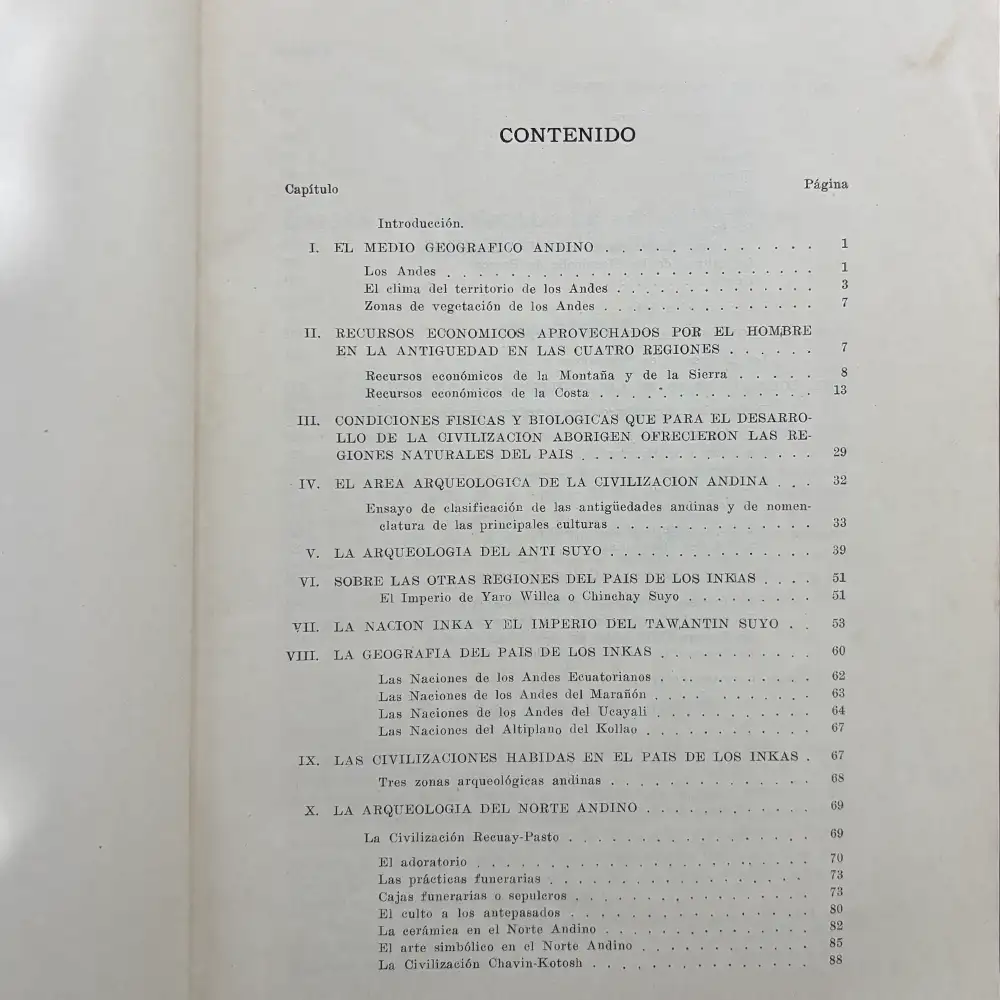 CONTENIDO
Capítulo Página
Introducción.
I. EL MEDIO GEOGRAFICO ANDINO . . . . . . . . . . . . . 1
Los Andes . . . . . . . . . . . . . . . . . . . . . . . 1
El clima del territorio de los Andes . . . . . . . . . . . . . 3
Zonas de vegetación de los Andes . . . . . . . . . . . . . . 7
II. RECURSOS ECONOMICOS APROVECHADOS POR EL HOMBRE
EN LA ANTIGUEDAD EN LAS CUATRO REGIONES . . . . . . 7
Recursos económicos de la Montaña y de la Sierra . . . . . 8
Recursos económicos de la Costa . . . . . . . . . . . . . . 13
III. CONDICIONES FISICAS Y BIOLOGICAS QUE PARA EL DESARRO-
LLO DE LA CIVILIZACION ABORIGEN OFRECIERON LAS RE-
GIONES NATURALES DEL PAIS . . . . . . . . . . . . . . . . . 29
IV. EL AREA ARQUEOLOGICA DE LA CIVILIZACION ANDINA . . . 32
Ensayo de clasificación de las antigüedades andinas y de nomen-
clatura de las principales culturas . . . . . . . . . . . . . . 33
V. LA ARQUEOLOGIA DEL ANTI SUYO . . . . . . . . . . . . . . 39
VI. SOBRE LAS OTRAS REGIONES DEL PAIS DE LOS INKAS . . . . 51
El Imperio de Yaro Willca o Chinchay Suyo . . . . . . . . . 51
VII. LA NACION INKA Y EL IMPERIO DEL TAWANTIN SUYO . . 53
VIII. LA GEOGRAFIA DEL PAIS DE LOS INKAS . . . . . . . . . . 60
Las Naciones de los Andes Ecuatorianos . . . . . . . . . . 62
Las Naciones de los Andes del Marañón . . . . . . . . . . . 63
Las Naciones de los Andes del Ucayali . . . . . . . . . . . 64
Las Naciones del Altiplano del Kollao . . . . . . . . . . . . 67
IX. LAS CIVILIZACIONES HABIDAS EN EL PAIS DE LOS INKAS . 67
Tres zonas arqueológicas andinas . . . . . . . . . . . . . . 68
X. LA ARQUEOLOGIA DEL NORTE ANDINO . . . . . . . . . . . . 69
La Civilización Recuay-Pasto . . . . . . . . . . . . . . . . . 69
El adoratorio . . . . . . . . . . . . . . . . . . . . . . . 70
Las prácticas funerarias . . . . . . . . . . . . . . . . . . 73
Cajas funerarias o sepulcros . . . . . . . . . . . . . . . . 73
El culto a los antepasados . . . . . . . . . . . . . . . . . 80
La cerámica en el Norte Andino . . . . . . . . . . . . . . 82
El arte simbólico en el Norte Andino . . . . . . . . . . . . 85
La Civilización Chavin-Kotosh . . . . . . . . . . . . . . . 88